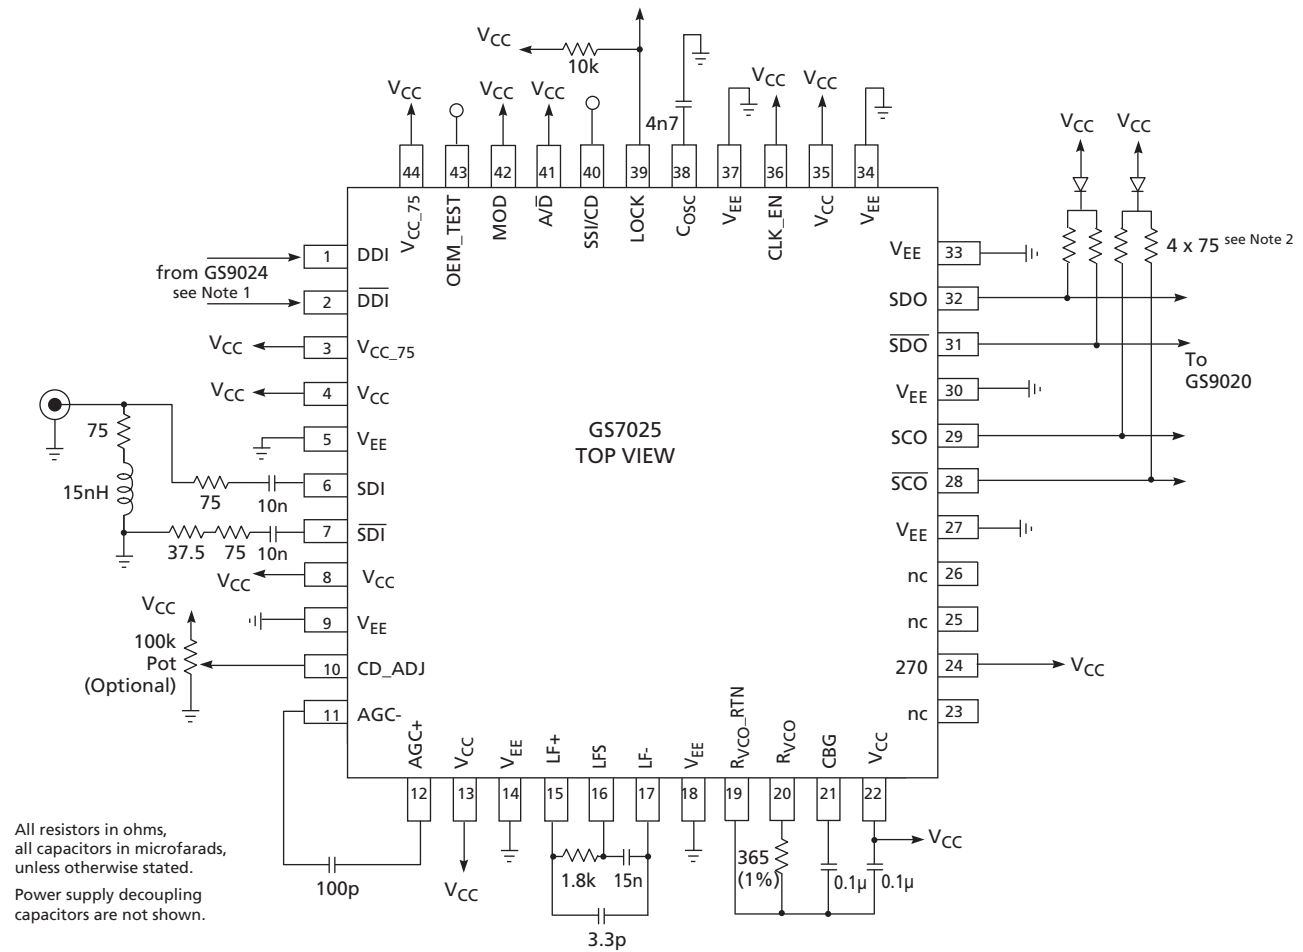 VCC
10k
VCC
VCC
VCC
4n7
VCC
VCC
VCC
VCC
44
43
42
41
40
39
38
37
36
35
34
VCC_75
OEM_TEST
MOD
A/D̅
SSI/CD
LOCK
COSC
VEE
CLK_EN
VCC
VEE
from GS9024
see Note 1
1 DDI
2 D̅D̅I̅
VCC
3 VCC_75
VCC
4 VCC
5 VEE
75
15nH
75
10n
6 SDI
37.5
75
10n
7 S̅D̅I̅
VCC
8 VCC
9 VEE
VCC
100k
Pot
(Optional)
10 CD_ADJ
11 AGC-
GS7025
TOP VIEW
VEE 33
4 x 75 see Note 2
SDO 32
S̅D̅O̅ 31
To
GS9020
VEE 30
SCO 29
S̅C̅O̅ 28
VEE 27
nc 26
nc 25
270 24
VCC
nc 23
AGC+
VCC
VEE
LF+
LFS
LF-
VEE
RVCO_RTN
RVCO
CBG
VCC
12
13
14
15
16
17
18
19
20
21
22
100p
VCC
1.8k
15n
3.3p
365
(1%)
0.1µ
0.1µ
VCC
All resistors in ohms,
all capacitors in microfarads,
unless otherwise stated.
Power supply decoupling
capacitors are not shown.